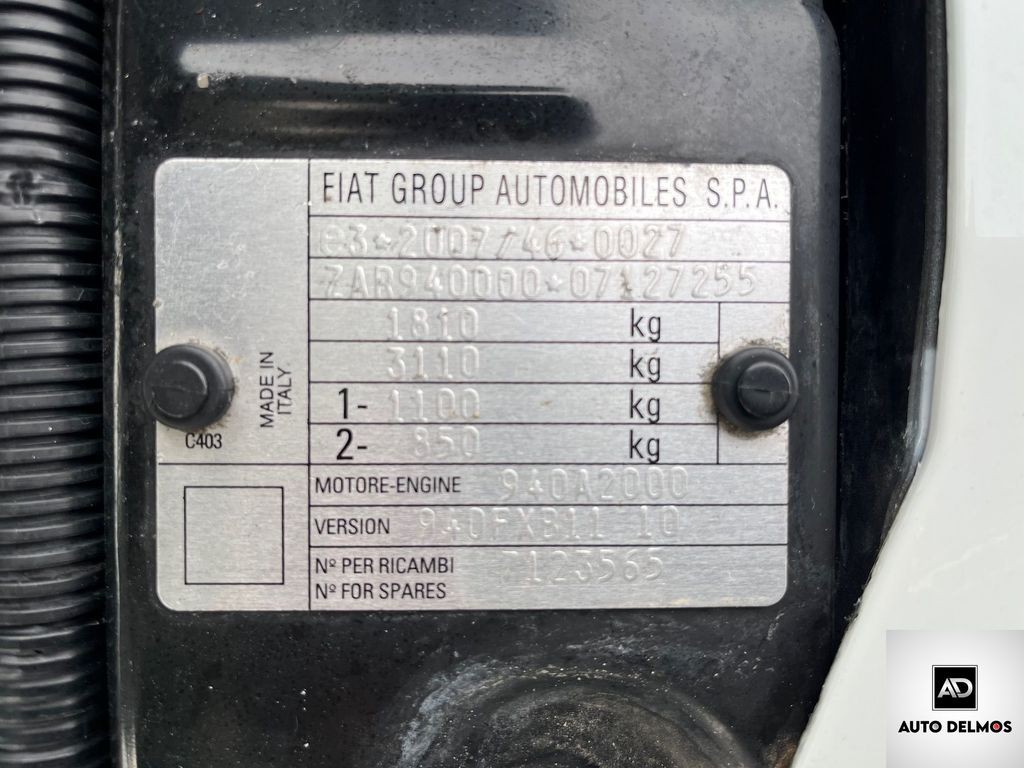 FIAT GROUP AUTOMOBILES S.P.A.
e3*2007/46*0027
ZAR940000*07127255
1810 kg
3110 kg
1- 1100 kg
2- 850 kg
MADE IN
ITALY
C403
MOTORE-ENGINE 940A2000
VERSION 940FXB11 10
Nº PER RICAMBI 7123565
Nº FOR SPARES
AD
AUTO DELMOS